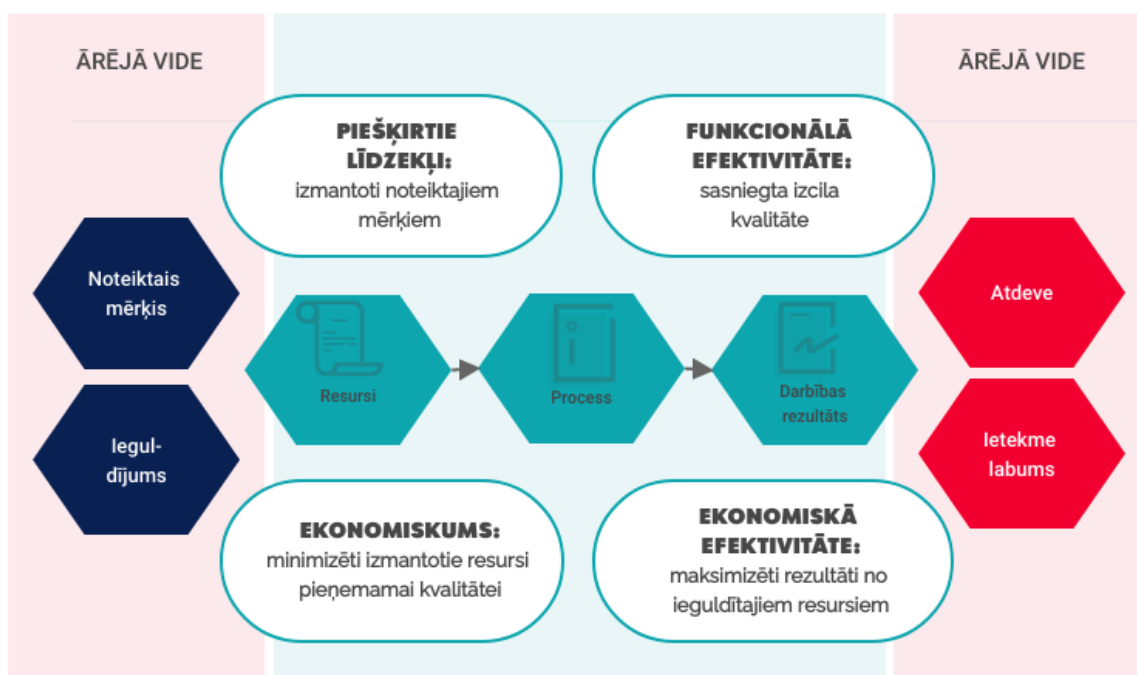 ĀRĒJĀ VIDE
ĀRĒJĀ VIDE
PIEŠĶIRTIE
LĪDZEKĻI:
izmantoti noteiktajiem
mērķiem
FUNKCIONĀLĀ
EFEKTIVITĀTE:
sasniegta izcila
kvalitāte
Noteiktais
mērķis
Iegul-
dījums
Resursi
Process
Darbības
rezultāts
Atdeve
Ietekme
labums
EKONOMISKUMS:
minimizēti izmantotie resursi
pieņemamai kvalitātei
EKONOMISKĀ
EFEKTIVITĀTE:
maksimizēti rezultāti no
ieguldītajiem resursiem